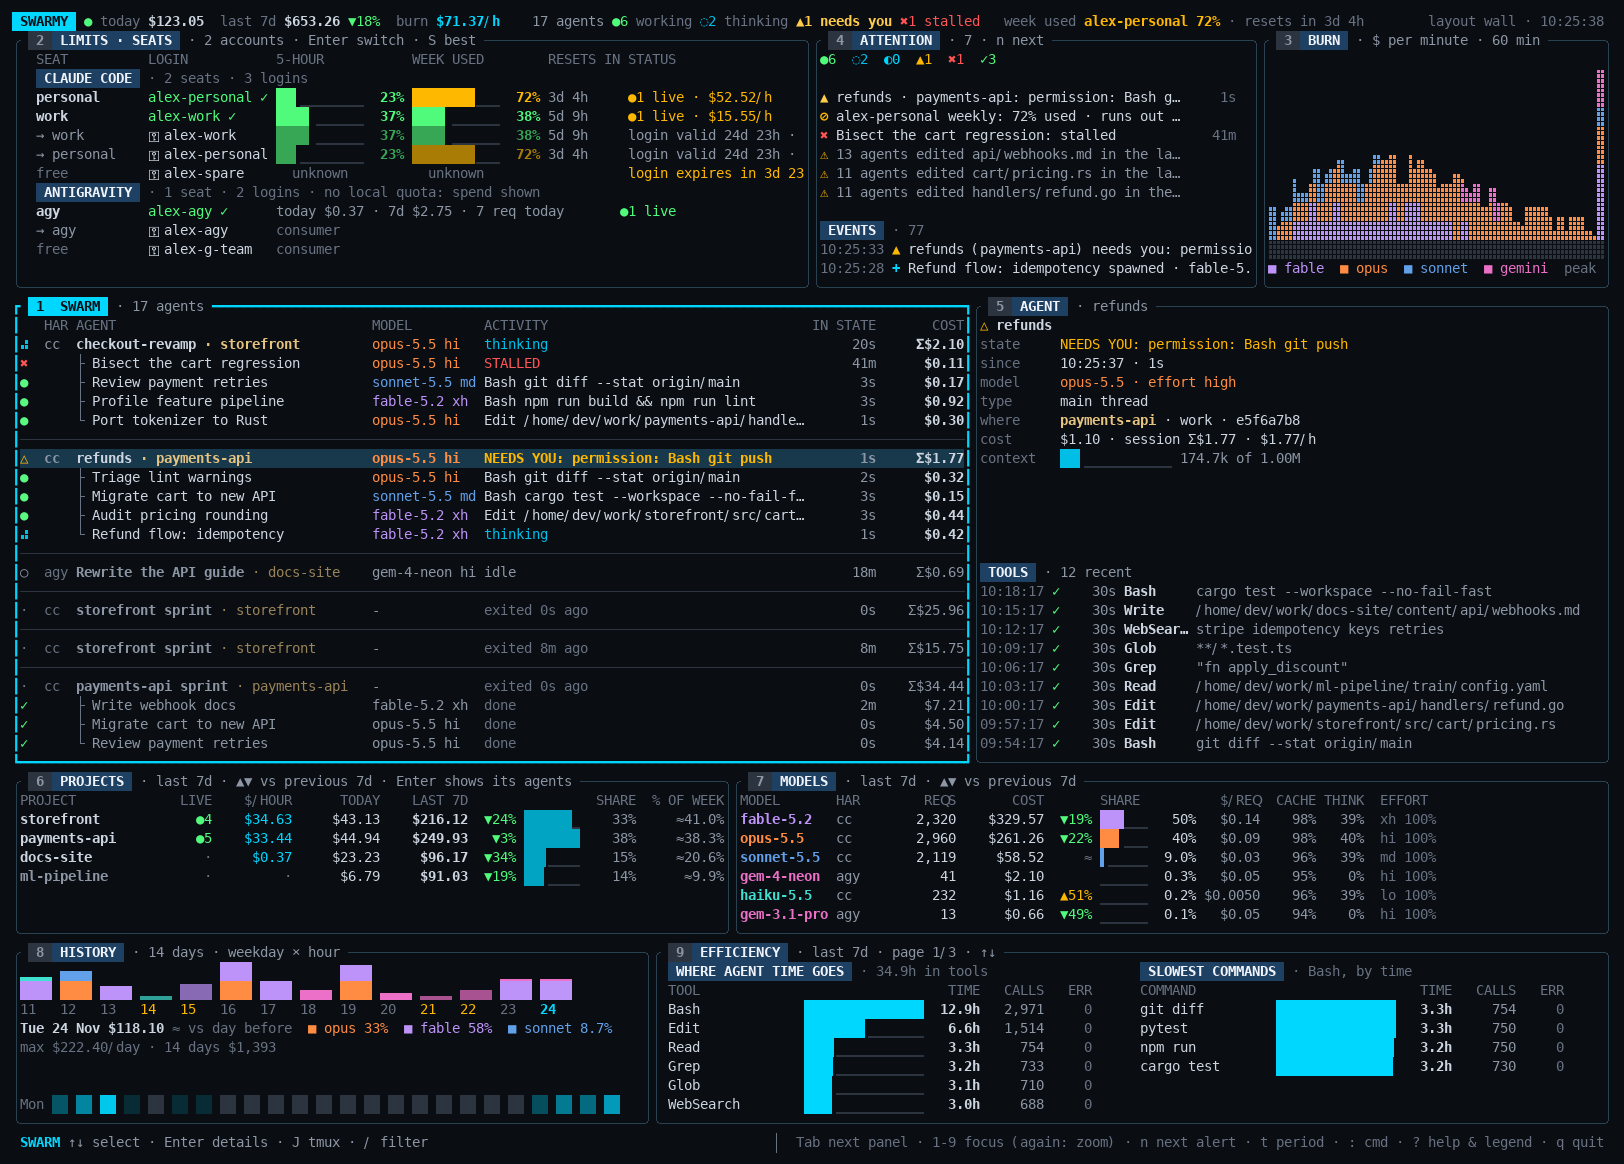 SWARMY ● today $123.05 last 7d $653.26 ▼18% burn $71.37/h 17 agents ●6 working ◌2 thinking ▲1 needs you ✖1 stalled week used alex-personal 72% · resets in 3d 4h layout wall · 10:25:38
2 LIMITS · SEATS · 2 accounts · Enter switch · S best
SEAT LOGIN 5-HOUR WEEK USED RESETS IN STATUS
CLAUDE CODE · 2 seats · 3 logins
personal alex-personal ✓ 23% 72% 3d 4h ●1 live · $52.52/h
work alex-work ✓ 37% 38% 5d 9h ●1 live · $15.55/h
→ work alex-work 37% 38% 5d 9h login valid 24d 23h ·
→ personal alex-personal 23% 72% 3d 4h login valid 24d 23h ·
free alex-spare unknown unknown login expires in 3d 23
ANTIGRAVITY · 1 seat · 2 logins · no local quota: spend shown
agy alex-agy ✓ today $0.37 · 7d $2.75 · 7 req today ●1 live
→ agy alex-agy consumer
free alex-g-team consumer
4 ATTENTION · 7 · n next
●6 ◌2 ◐0 ▲1 ✖1 ✓3
▲ refunds · payments-api: permission: Bash g… 1s
⊘ alex-personal weekly: 72% used · runs out …
✖ Bisect the cart regression: stalled 41m
⚠ 13 agents edited api/webhooks.md in the la…
⚠ 11 agents edited cart/pricing.rs in the la…
⚠ 11 agents edited handlers/refund.go in the…
EVENTS · 77
10:25:33 ▲ refunds (payments-api) needs you: permissio
10:25:28 + Refund flow: idempotency spawned · fable-5.
3 BURN · $ per minute · 60 min
■ fable ■ opus ■ sonnet ■ gemini peak
1 SWARM · 17 agents
HAR AGENT MODEL ACTIVITY IN STATE COST
cc checkout-revamp · storefront opus-5.5 hi thinking 20s Σ$2.10
✖ ├ Bisect the cart regression opus-5.5 hi STALLED 41m $0.11
● ├ Review payment retries sonnet-5.5 md Bash git diff --stat origin/main 3s $0.17
● ├ Profile feature pipeline fable-5.2 xh Bash npm run build && npm run lint 3s $0.92
● └ Port tokenizer to Rust opus-5.5 hi Edit /home/dev/work/payments-api/handle… 1s $0.30
△ cc refunds · payments-api opus-5.5 hi NEEDS YOU: permission: Bash git push 1s Σ$1.77
● ├ Triage lint warnings opus-5.5 hi Bash git diff --stat origin/main 2s $0.32
● ├ Migrate cart to new API sonnet-5.5 md Bash cargo test --workspace --no-fail-f… 3s $0.15
● ├ Audit pricing rounding fable-5.2 xh Edit /home/dev/work/storefront/src/cart… 3s $0.44
└ Refund flow: idempotency fable-5.2 xh thinking 1s $0.42
○ agy Rewrite the API guide · docs-site gem-4-neon hi idle 18m Σ$0.69
· cc storefront sprint · storefront - exited 0s ago 0s Σ$25.96
· cc storefront sprint · storefront - exited 8m ago 8m Σ$15.75
· cc payments-api sprint · payments-api - exited 0s ago 0s Σ$34.44
✓ ├ Write webhook docs fable-5.2 xh done 2m $7.21
✓ ├ Migrate cart to new API opus-5.5 hi done 0s $4.50
✓ └ Review payment retries opus-5.5 hi done 0s $4.14
5 AGENT · refunds
△ refunds
state NEEDS YOU: permission: Bash git push
since 10:25:37 · 1s
model opus-5.5 · effort high
type main thread
where payments-api · work · e5f6a7b8
cost $1.10 · session Σ$1.77 · $1.77/h
context 174.7k of 1.00M
TOOLS · 12 recent
10:18:17 ✓ 30s Bash cargo test --workspace --no-fail-fast
10:15:17 ✓ 30s Write /home/dev/work/docs-site/content/api/webhooks.md
10:12:17 ✓ 30s WebSear… stripe idempotency keys retries
10:09:17 ✓ 30s Glob **/*.test.ts
10:06:17 ✓ 30s Grep "fn apply_discount"
10:03:17 ✓ 30s Read /home/dev/work/ml-pipeline/train/config.yaml
10:00:17 ✓ 30s Edit /home/dev/work/payments-api/handlers/refund.go
09:57:17 ✓ 30s Edit /home/dev/work/storefront/src/cart/pricing.rs
09:54:17 ✓ 30s Bash git diff --stat origin/main
6 PROJECTS · last 7d · ▲▼ vs previous 7d · Enter shows its agents
PROJECT LIVE $/HOUR TODAY LAST 7D SHARE % OF WEEK
storefront ●4 $34.63 $43.13 $216.12 ▼24% 33% ≈41.0%
payments-api ●5 $33.44 $44.94 $249.93 ▼3% 38% ≈38.3%
docs-site · $0.37 $23.23 $96.17 ▼34% 15% ≈20.6%
ml-pipeline · · $6.79 $91.03 ▼19% 14% ≈9.9%
7 MODELS · last 7d · ▲▼ vs previous 7d
MODEL HAR REQS COST SHARE $/REQ CACHE THINK EFFORT
fable-5.2 cc 2,320 $329.57 ▼19% 50% $0.14 98% 39% xh 100%
opus-5.5 cc 2,960 $261.26 ▼22% 40% $0.09 98% 40% hi 100%
sonnet-5.5 cc 2,119 $58.52 ≈ 9.0% $0.03 96% 39% md 100%
gem-4-neon agy 41 $2.10 0.3% $0.05 95% 0% hi 100%
haiku-5.5 cc 232 $1.16 ▲51% 0.2% $0.0050 96% 39% lo 100%
gem-3.1-pro agy 13 $0.66 ▼49% 0.1% $0.05 94% 0% hi 100%
8 HISTORY · 14 days · weekday × hour
11 12 13 14 15 16 17 18 19 20 21 22 23 24
Tue 24 Nov $118.10 ≈ vs day before ■ opus 33% ■ fable 58% ■ sonnet 8.7%
max $222.40/day · 14 days $1,393
Mon
9 EFFICIENCY · last 7d · page 1/3 · ↑↓
WHERE AGENT TIME GOES · 34.9h in tools
TOOL TIME CALLS ERR
Bash 12.9h 2,971 0
Edit 6.6h 1,514 0
Read 3.3h 754 0
Grep 3.2h 733 0
Glob 3.1h 710 0
WebSearch 3.0h 688 0
SLOWEST COMMANDS · Bash, by time
COMMAND TIME CALLS ERR
git diff 3.3h 754 0
pytest 3.3h 750 0
npm run 3.2h 750 0
cargo test 3.2h 730 0
SWARM ↑↓ select · Enter details · J tmux · / filter
Tab next panel · 1-9 focus (again: zoom) · n next alert · t period · : cmd · ? help & legend · q quit